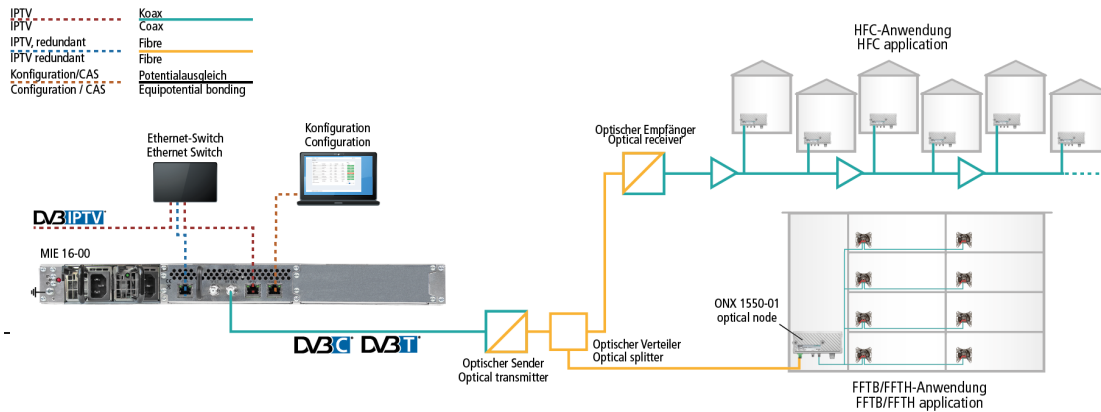 IPTV
IPTV
IPTV, redundant
IPTV redundant
Konfiguration/CAS
Configuration / CAS
Koax
Coax
Fibre
Fibre
Potentialausgleich
Equipotential bonding
HFC-Anwendung
HFC application
Ethernet-Switch
Ethernet Switch
Konfiguration
Configuration
Optischer Empfänger
Optical receiver
DVB IPTV
MIE 16-00
ONX 1550-01
optical node
DVB C DVB T
Optischer Sender
Optical transmitter
Optischer Verteiler
Optical splitter
FFTB/FFTH-Anwendung
FFTB/FFTH application